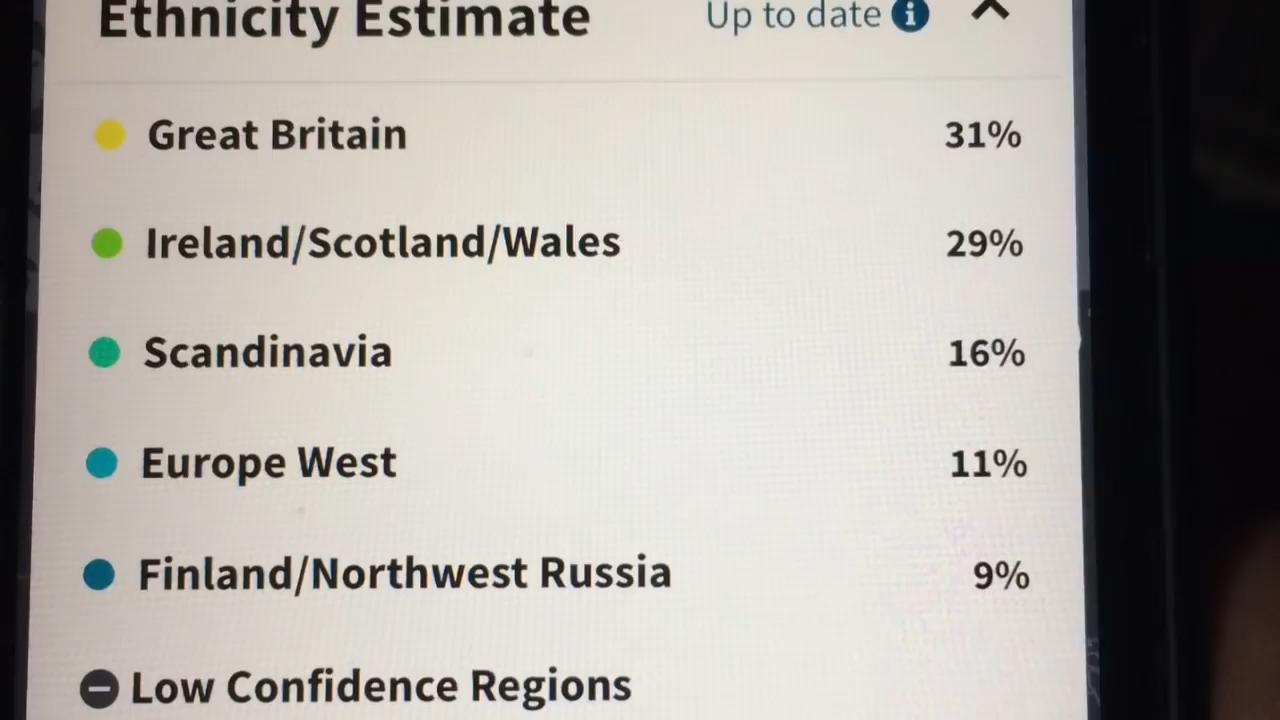 Ethnicity Estimate Up to date i
Great Britain 31%
Ireland/Scotland/Wales 29%
Scandinavia 16%
Europe West 11%
Finland/Northwest Russia 9%
Low Confidence Regions